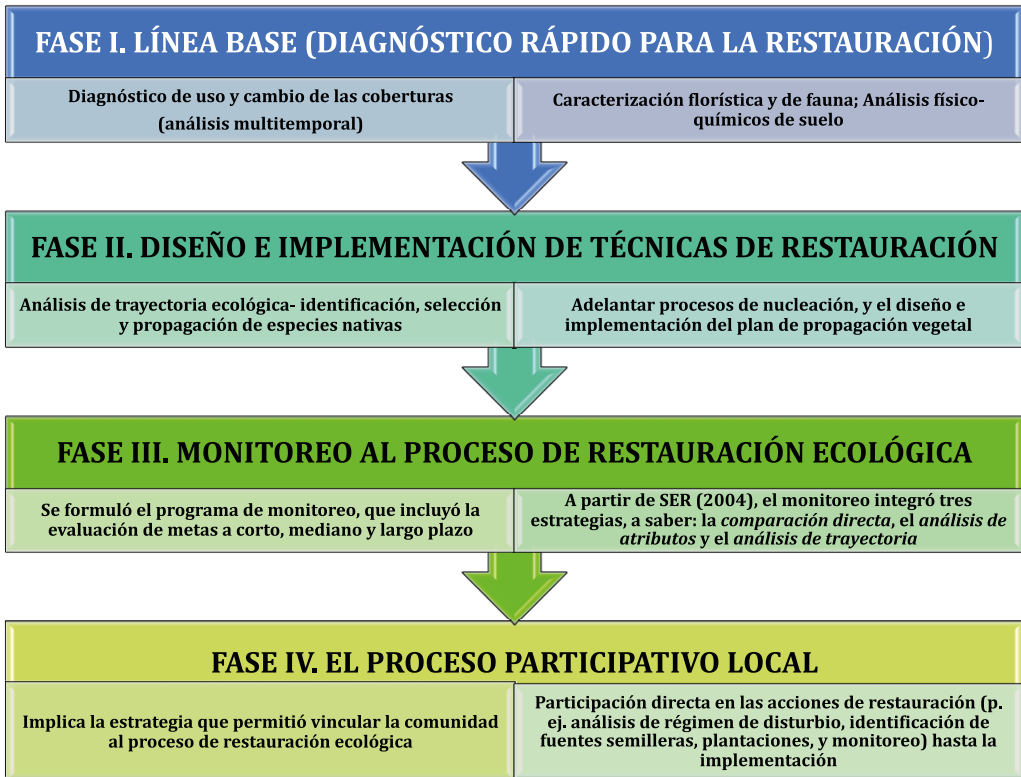 FASE I. LÍNEA BASE (DIAGNÓSTICO RÁPIDO PARA LA RESTAURACIÓN)
Diagnóstico de uso y cambio de las coberturas
(análisis multitemporal)
Caracterización florística y de fauna; Análisis físico-
químicos de suelo
FASE II. DISEÑO E IMPLEMENTACIÓN DE TÉCNICAS DE RESTAURACIÓN
Análisis de trayectoria ecológica- identificación, selección
y propagación de especies nativas
Adelantar procesos de nucleación, y el diseño e
implementación del plan de propagación vegetal
FASE III. MONITOREO AL PROCESO DE RESTAURACIÓN ECOLÓGICA
Se formuló el programa de monitoreo, que incluyó la
evaluación de metas a corto, mediano y largo plazo
A partir de SER (2004), el monitoreo integró tres
estrategias, a saber: la comparación directa, el análisis de
atributos y el análisis de trayectoria
FASE IV. EL PROCESO PARTICIPATIVO LOCAL
Implica la estrategia que permitió vincular la comunidad
al proceso de restauración ecológica
Participación directa en las acciones de restauración (p.
ej. análisis de régimen de disturbio, identificación de
fuentes semilleras, plantaciones, y monitoreo) hasta la
implementación